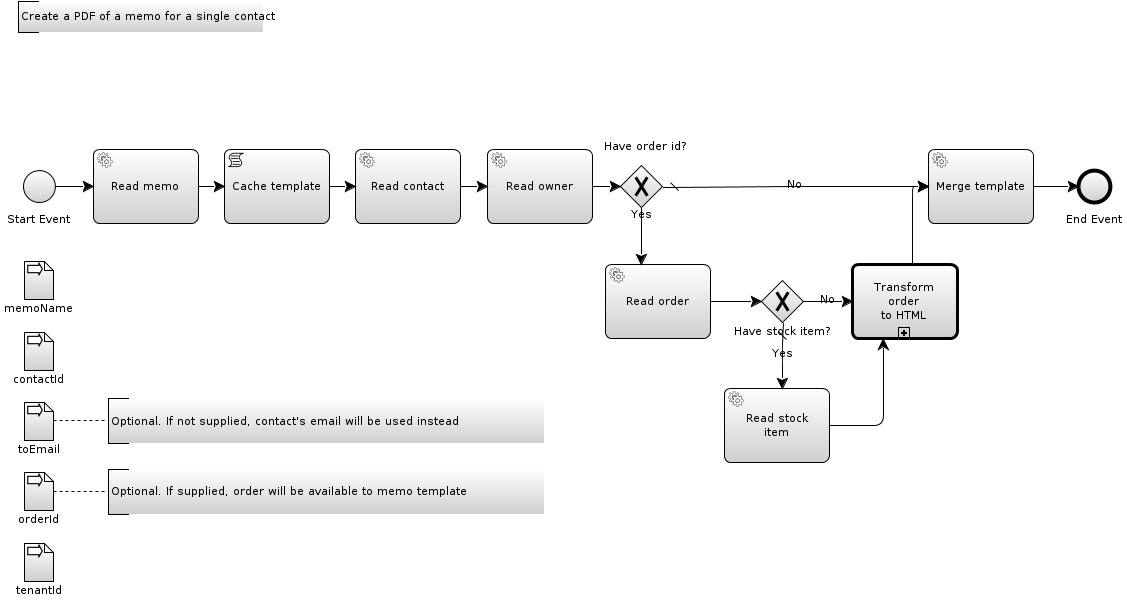 Create a PDF of a memo for a single contact
Have order id?
Read memo
Cache template
Read contact
Read owner
No
Merge template
Start Event
Yes
End Event
memoName
Read order
No
Transform
order
to HTML
Have stock item?
Yes
contactId
Read stock
item
toEmail
Optional. If not supplied, contact's email will be used instead
orderId
Optional. If supplied, order will be available to memo template
tenantId